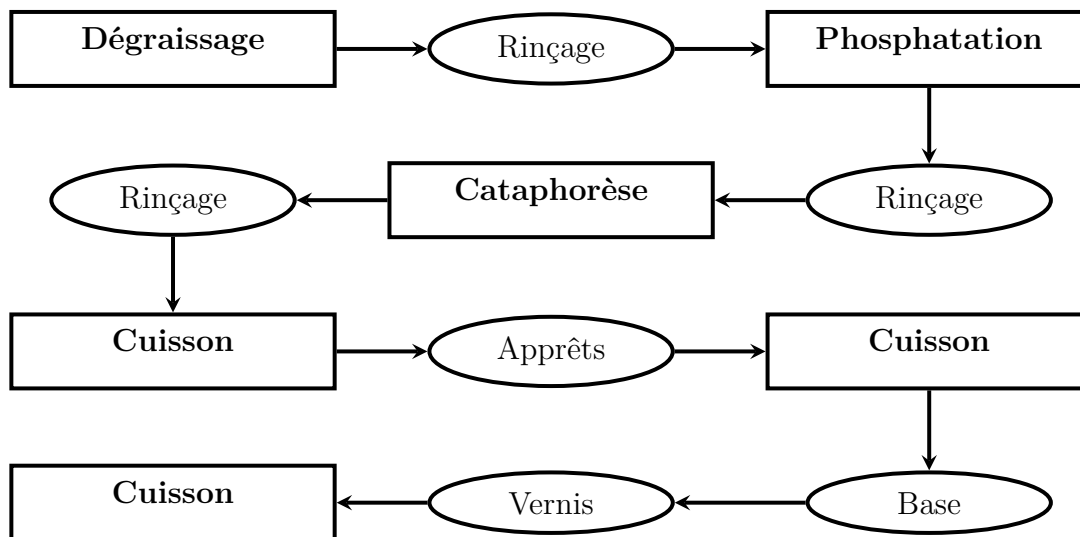 Dégraissage
Rinçage
Phosphatation
Rinçage
Cataphorèse
Rinçage
Cuisson
Apprêts
Cuisson
Base
Vernis
Cuisson